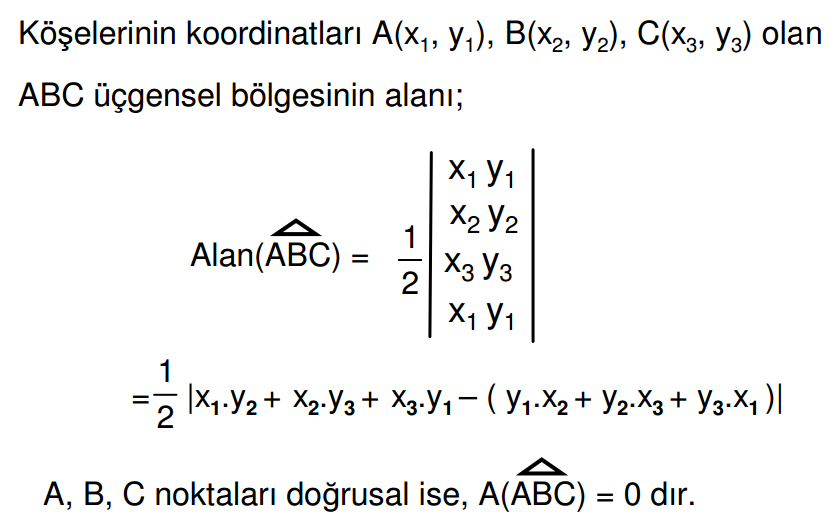 Köşelerinin koordinatları A(x₁, y₁), B(x₂, y₂), C(x₃, y₃) olan
ABC üçgensel bölgesinin alanı;
x₁ y₁
x₂ y₂
Alan(ABC) = 1/2
x₃ y₃
x₁ y₁
= 1/2 |x₁.y₂ + x₂.y₃ + x₃.y₁ – ( y₁.x₂ + y₂.x₃ + y₃.x₁ )|
A, B, C noktaları doğrusal ise, A(ABC) = 0 dır.